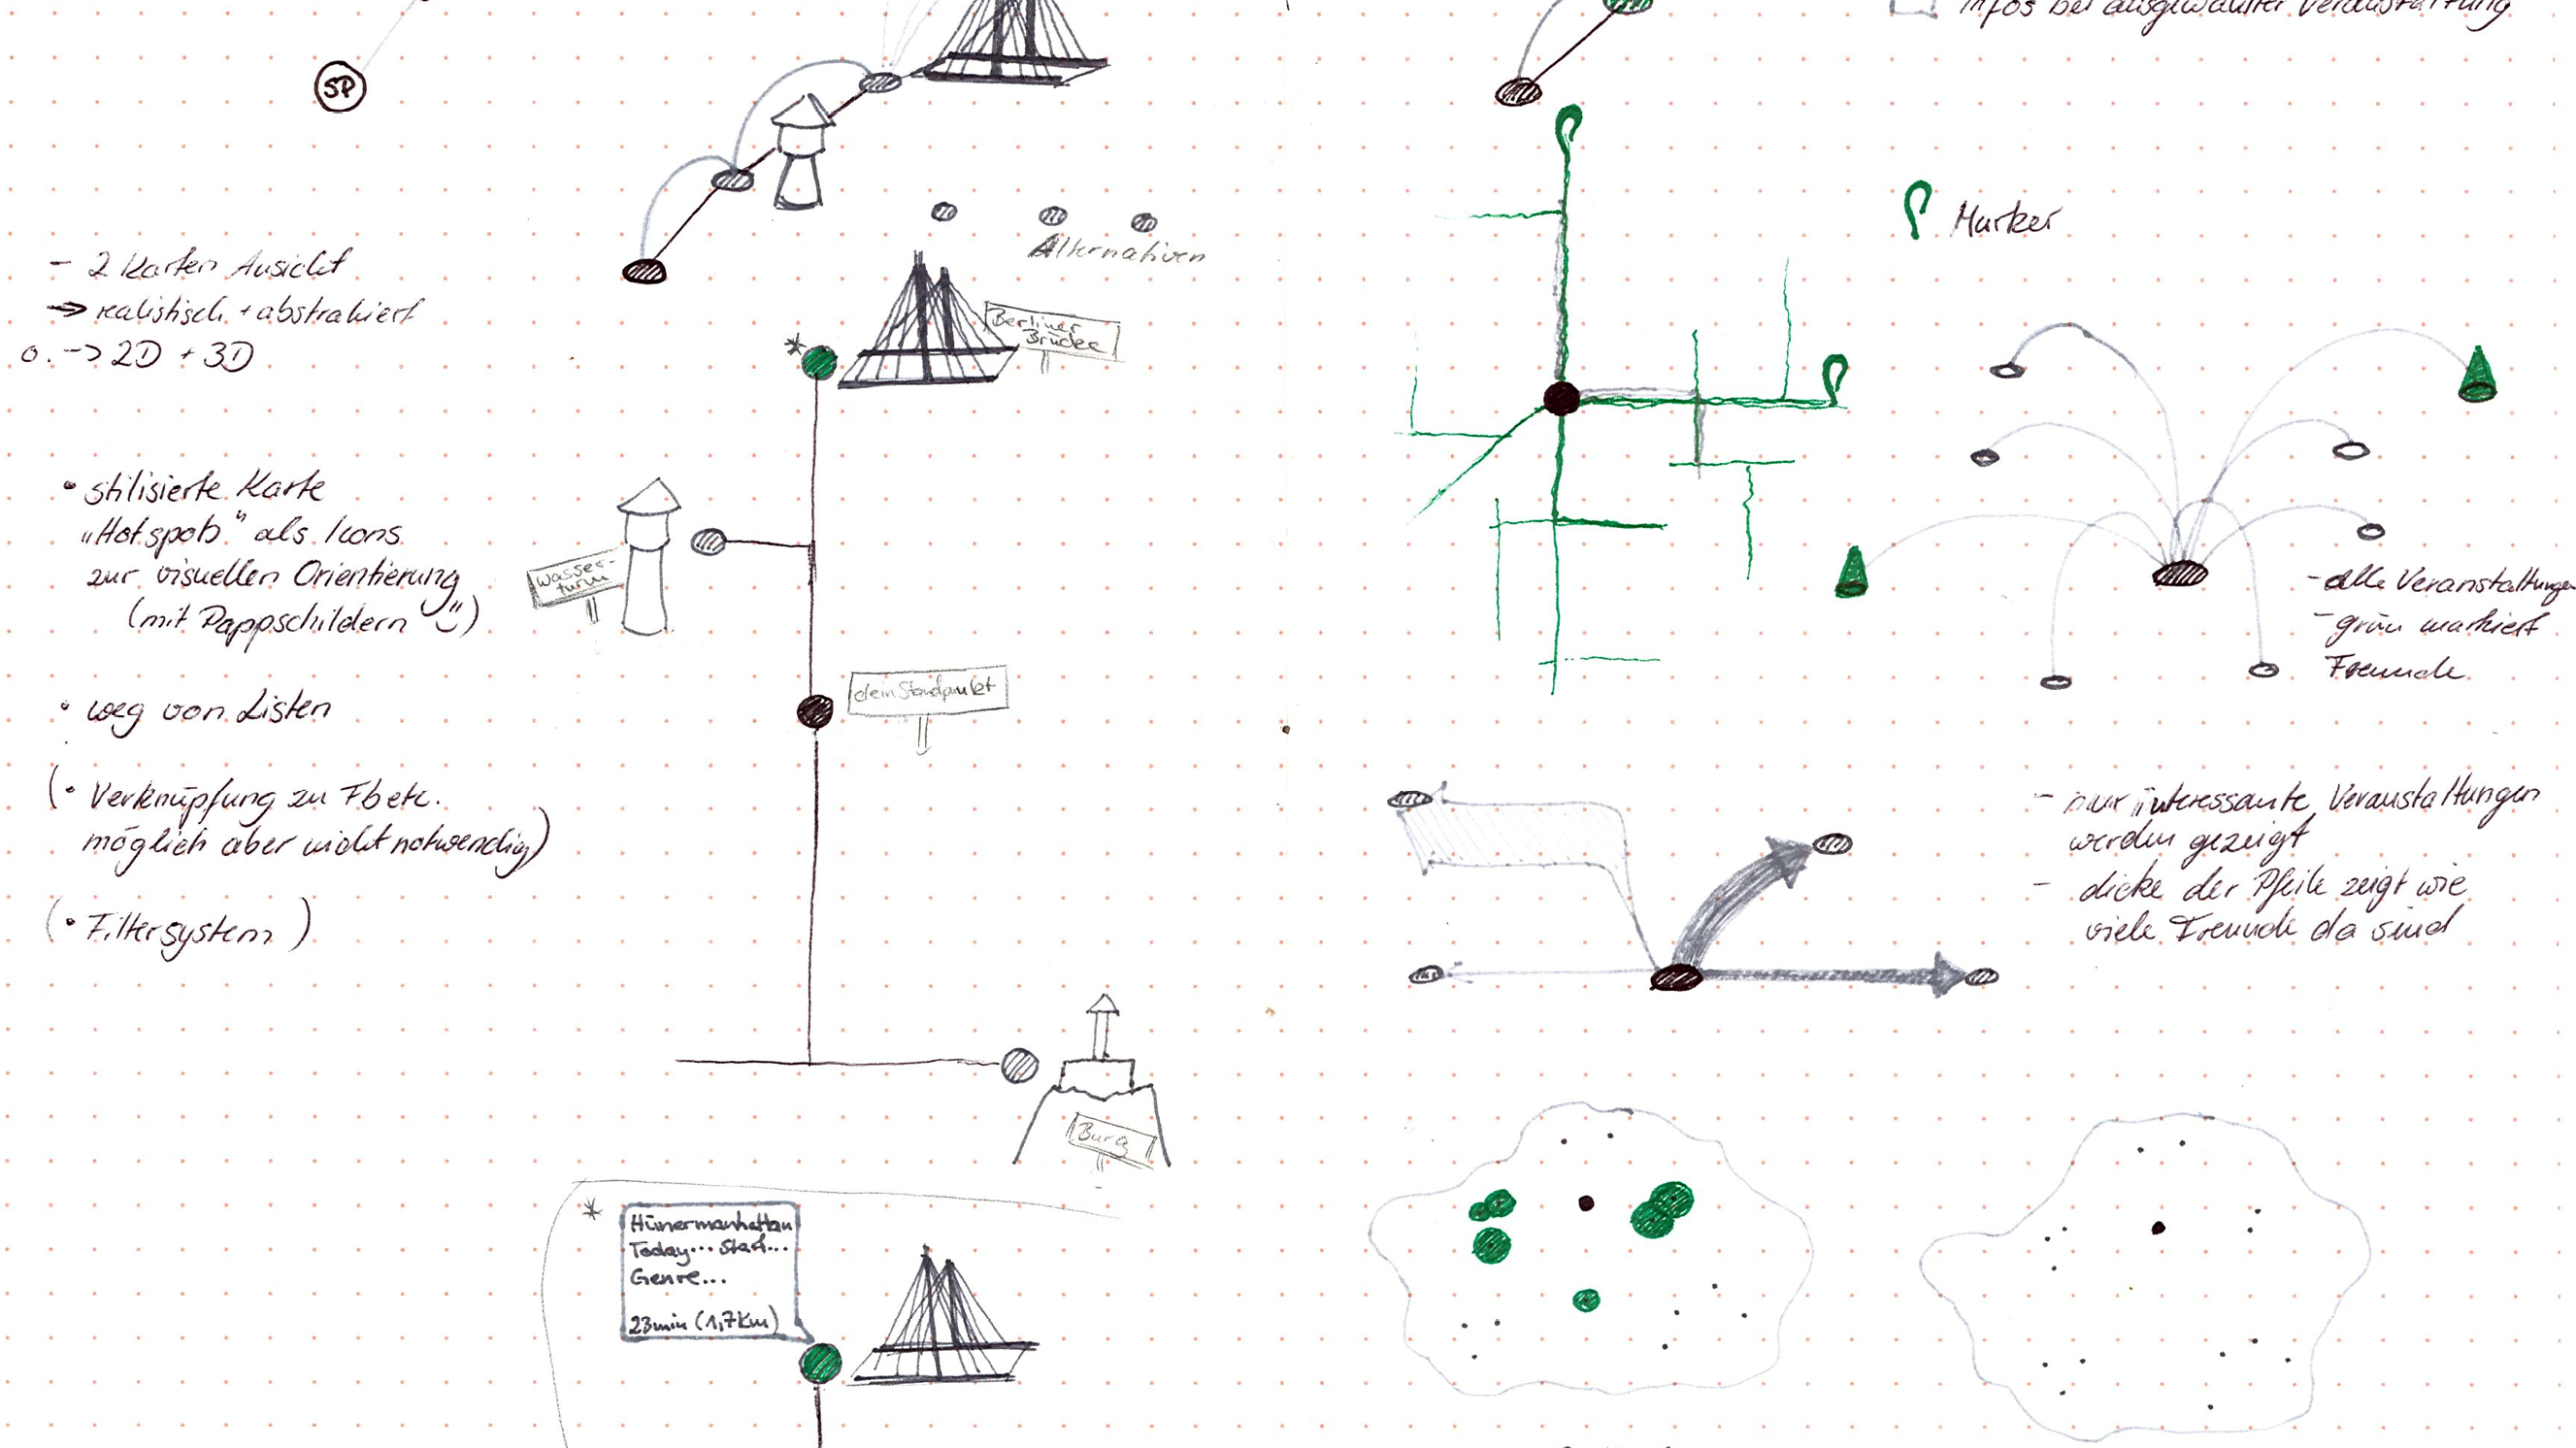 SP
Infos bei ausgewählter Veranstaltung
Alternativen
Marker
- 2 Karten Ansicht
→ realistisch + abstrahiert
o. → 2D + 3D
Berliner
Brücke
• stilisierte Karte
„Hotspots“ als Icons
zur visuellen Orientierung
(mit Pappschildern)
Wasser-
turm
• weg von Listen
dein Standpunkt
(• Verknüpfung zu Fb etc.
möglich aber nicht notwendig)
(• Filtersystem)
Burg
*
Hühnermanhattan
Today... Start...
Genre...
23min (1,7km)
- alle Veranstaltungen
- grün markiert
Freunde
- nur interessante Veranstaltungen
werden gezeigt
- dicke der Pfeile zeigt wie
viele Freunde da sind